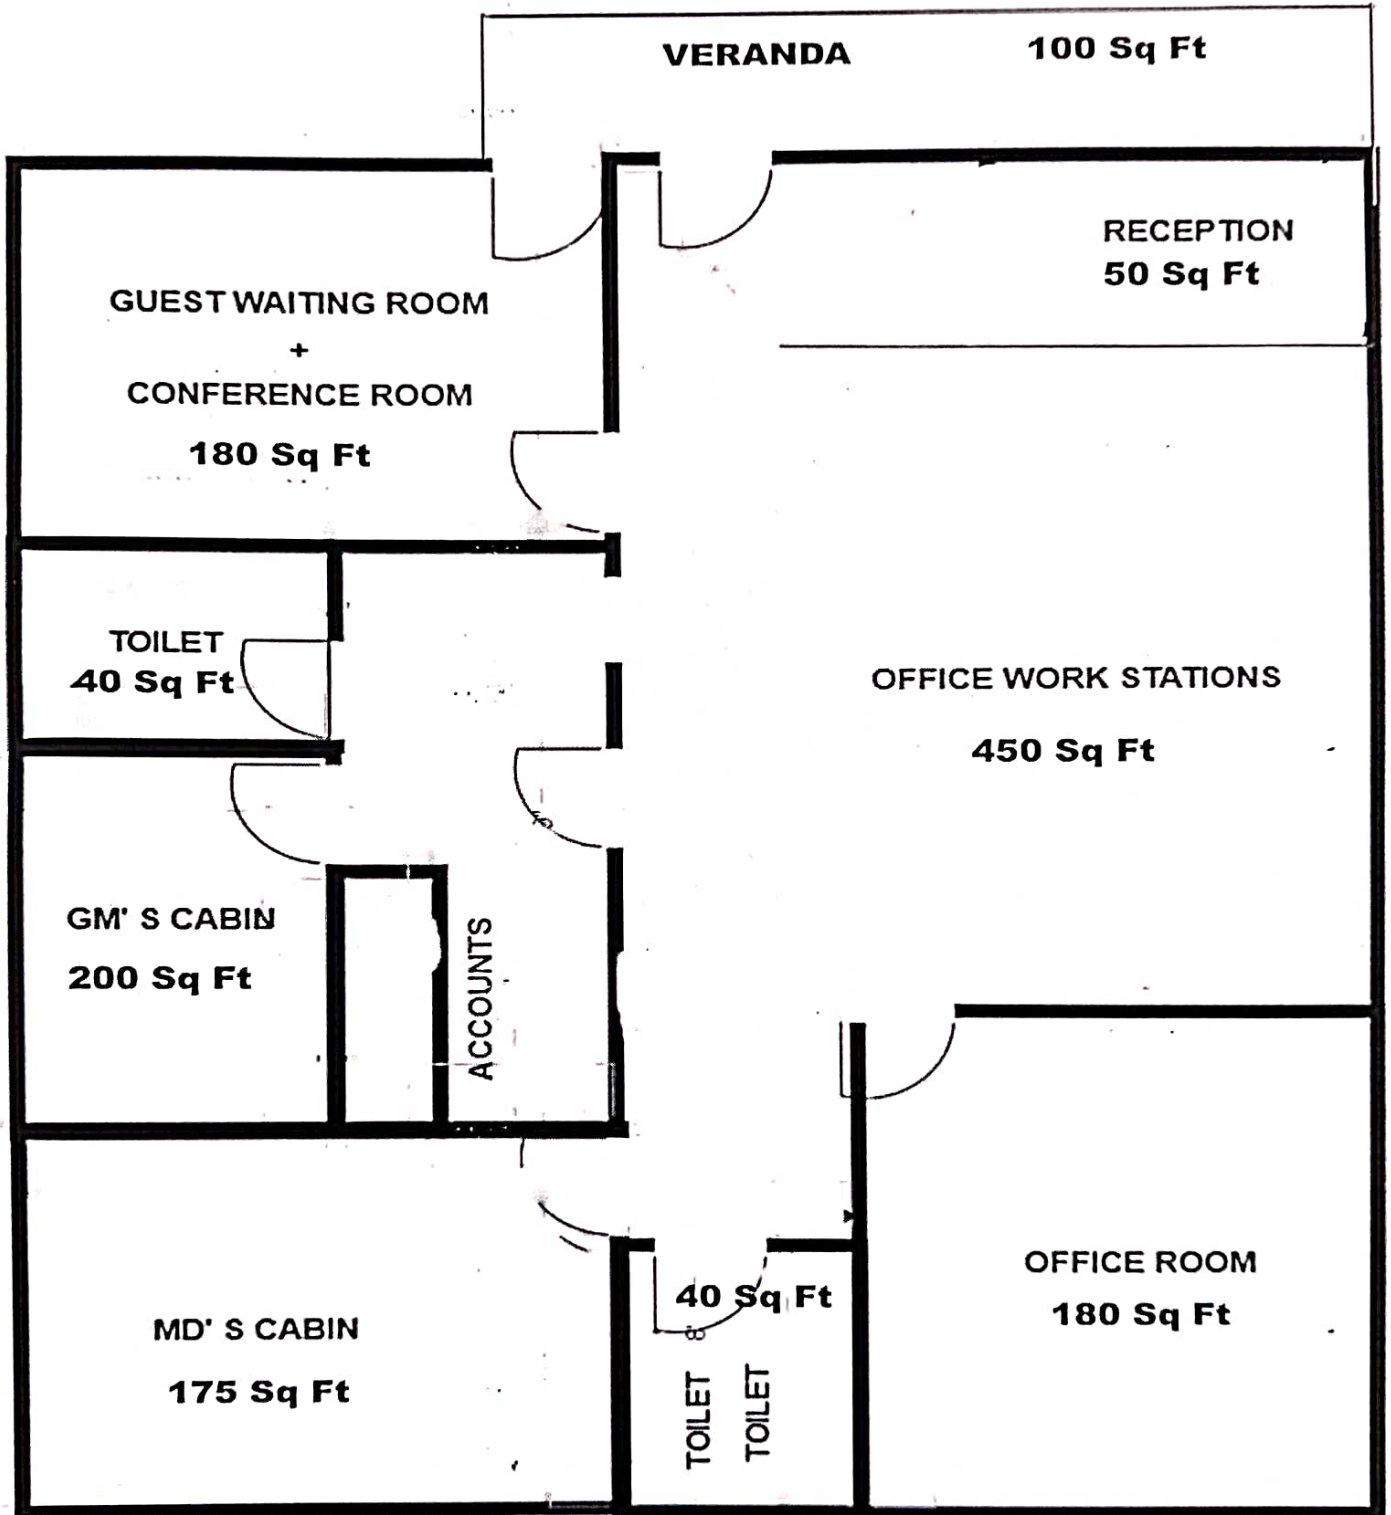 VERANDA 100 Sq Ft
RECEPTION
50 Sq Ft
GUEST WAITING ROOM
+
CONFERENCE ROOM
180 Sq Ft
TOILET
40 Sq Ft
OFFICE WORK STATIONS
450 Sq Ft
GM' S CABIN
200 Sq Ft
ACCOUNTS
MD' S CABIN
175 Sq Ft
40 Sq Ft
TOILET
TOILET
OFFICE ROOM
180 Sq Ft